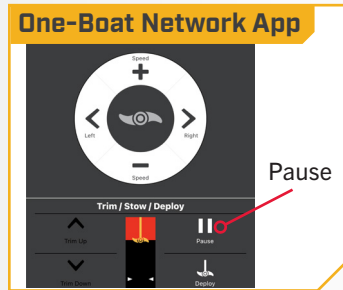 One-Boat Network App
Speed
Left
Right
Speed
Pause
Trim / Stow / Deploy
Trim Up
Pause
Trim Down
Deploy